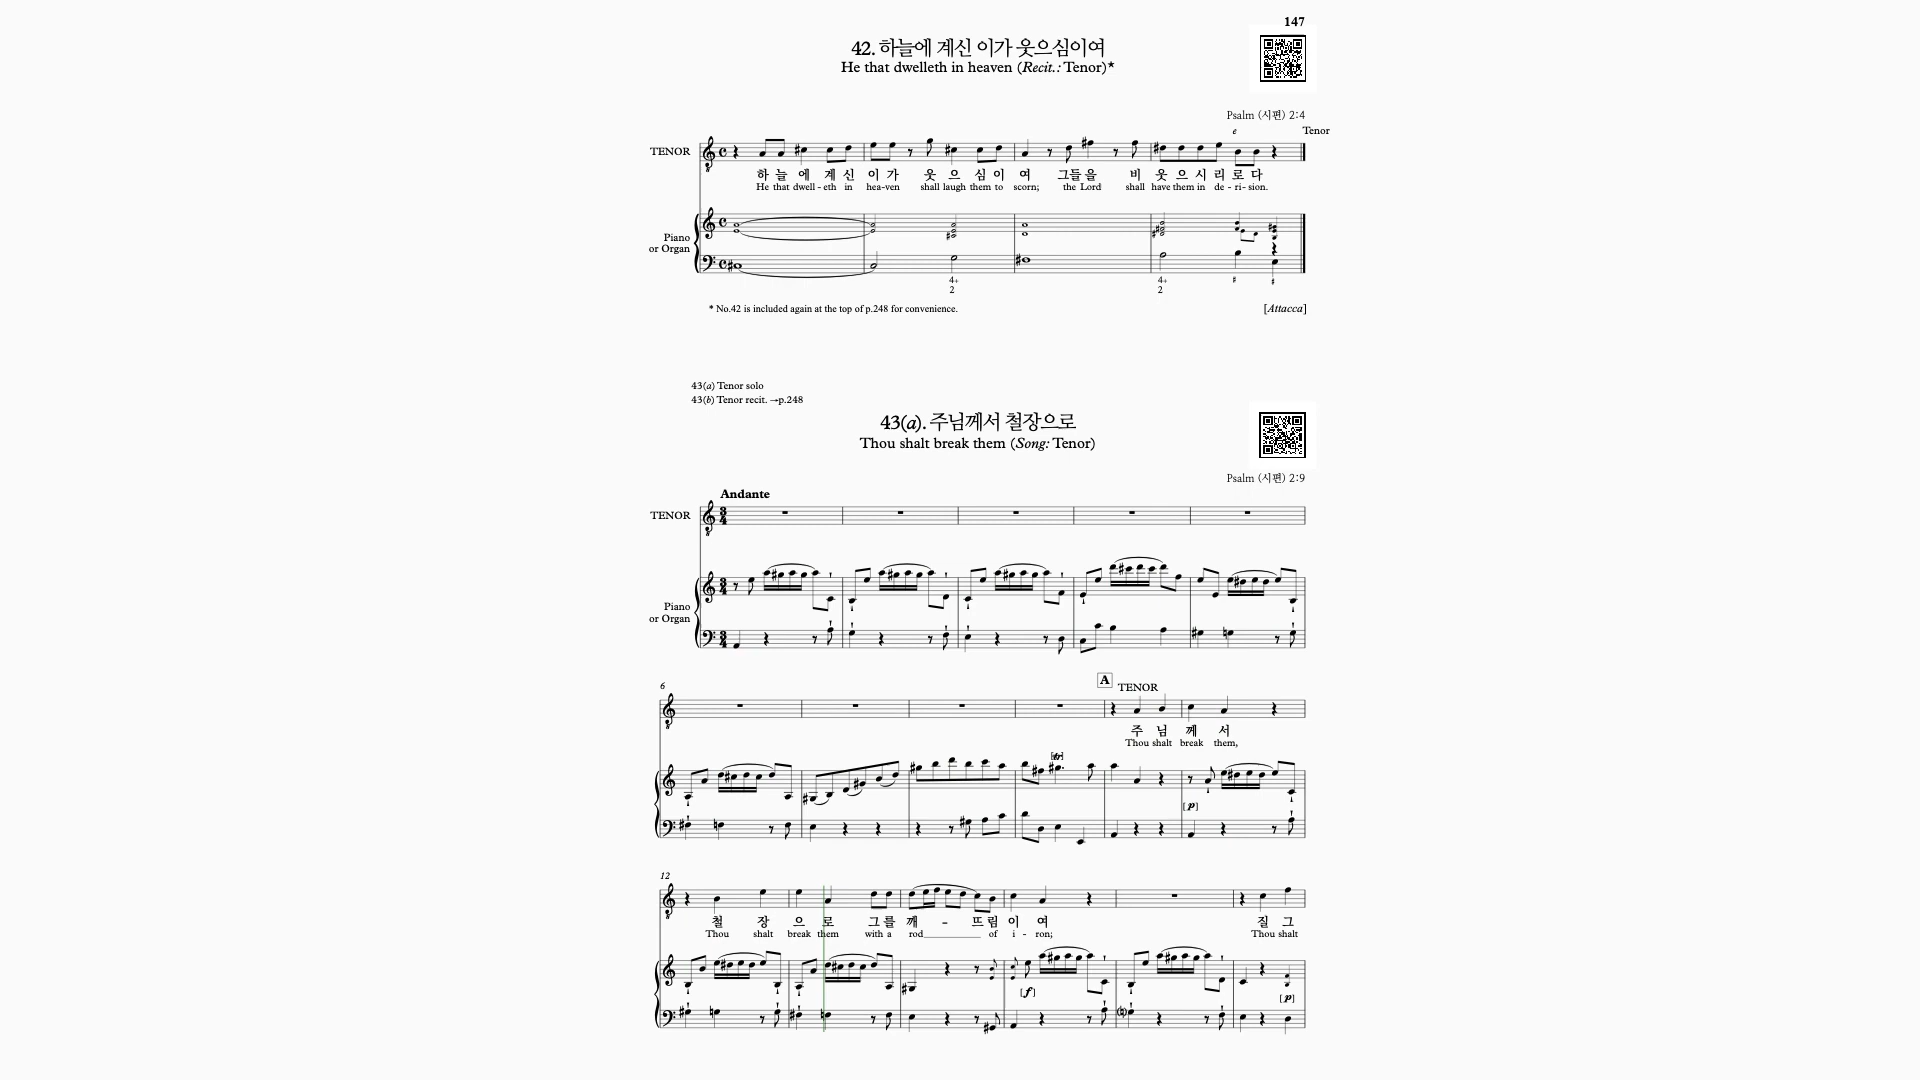 147
42. 하늘에 계신 이가 웃으심이여
He that dwelleth in heaven (Recit.: Tenor)*
Psalm (시편) 2:4
e Tenor
TENOR
하 늘 에 계 신 이 가 웃 으 심 이 여 그들 을 비 웃 으 시 리 로 다
He that dwell - eth in hea-ven shall laugh them to scorn; the Lord shall have them in de - ri - sion.
Piano
or Organ
4+
2
4+
2
* No.42 is included again at the top of p.248 for convenience.
[Attacca]
43(a) Tenor solo
43(b) Tenor recit. →p.248
43(a). 주님께서 철장으로
Thou shalt break them (Song: Tenor)
Psalm (시편) 2:9
Andante
TENOR
Piano
or Organ
6
A TENOR
주 님 께 서
Thou shalt break them,
[tr]
[p]
12
철 장 으 로 그 를 깨 - 뜨 림 이 여 질 그
Thou shalt break them with a rod of i - ron; Thou shalt
[f]
[p]